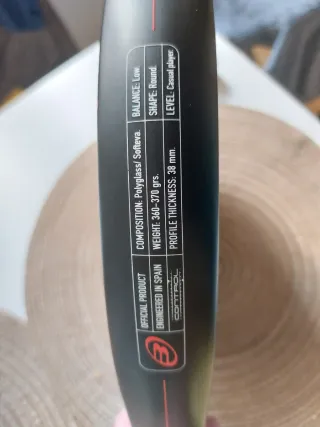 OFFICIAL PRODUCT
ENGINEERED IN SPAIN
CONTROL
COMPOSITION: Polyglass/ Softeva.
WEIGHT: 360-370 grs.
PROFILE THICKNESS: 38 mm.
BALANCE: Low.
SHAPE: Round.
LEVEL: Casual player.